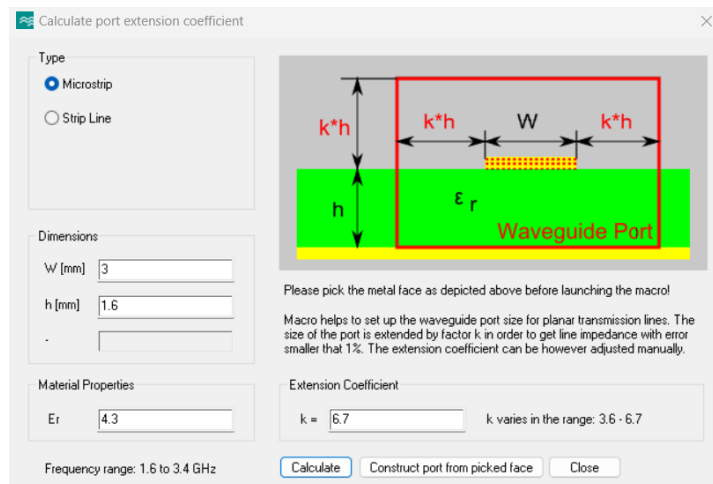 Calculate port extension coefficient
Type
Microstrip
Strip Line
k*h
k*h
W
k*h
h
ε r
Waveguide Port
Dimensions
W [mm] 3
h [mm] 1.6
-
Please pick the metal face as depicted above before launching the macro!
Macro helps to set up the waveguide port size for planar transmission lines. The
size of the port is extended by factor k in order to get line impedance with error
smaller that 1%. The extension coefficient can be however adjusted manually.
Material Properties
Er 4.3
Extension Coefficient
k = 6.7 k varies in the range: 3.6 - 6.7
Frequency range: 1.6 to 3.4 GHz
Calculate Construct port from picked face Close